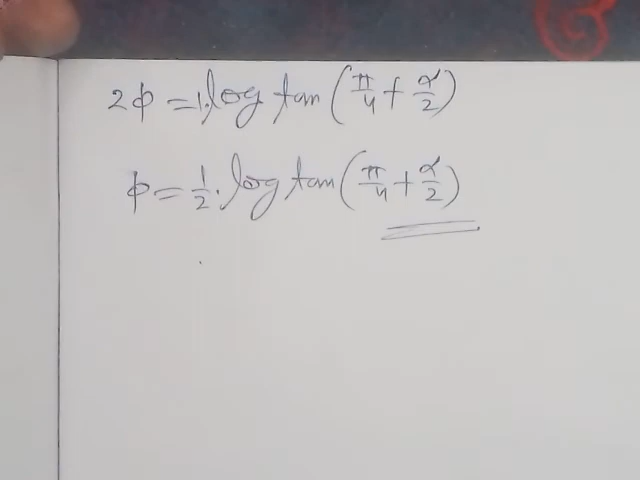 2φ = 1.log tan(π/4 + α/2)
φ = 1/2 . log tan(π/4 + α/2)